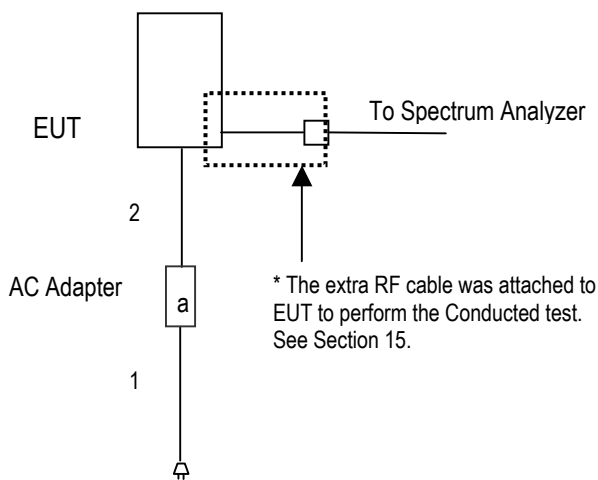 To Spectrum Analyzer
EUT
2
AC Adapter
a
* The extra RF cable was attached to
EUT to perform the Conducted test.
See Section 15.
1